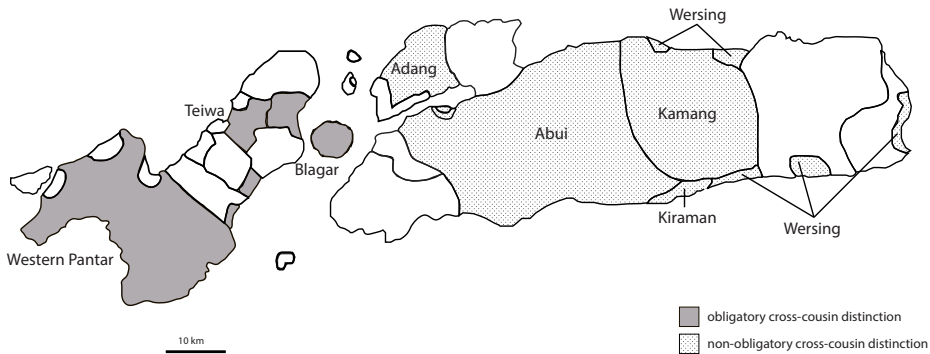 Wersing
Adang
Teiwa
Kamang
Abui
Blagar
Kiraman
Wersing
Western Pantar
obligatory cross-cousin distinction
10 km
non-obligatory cross-cousin distinction